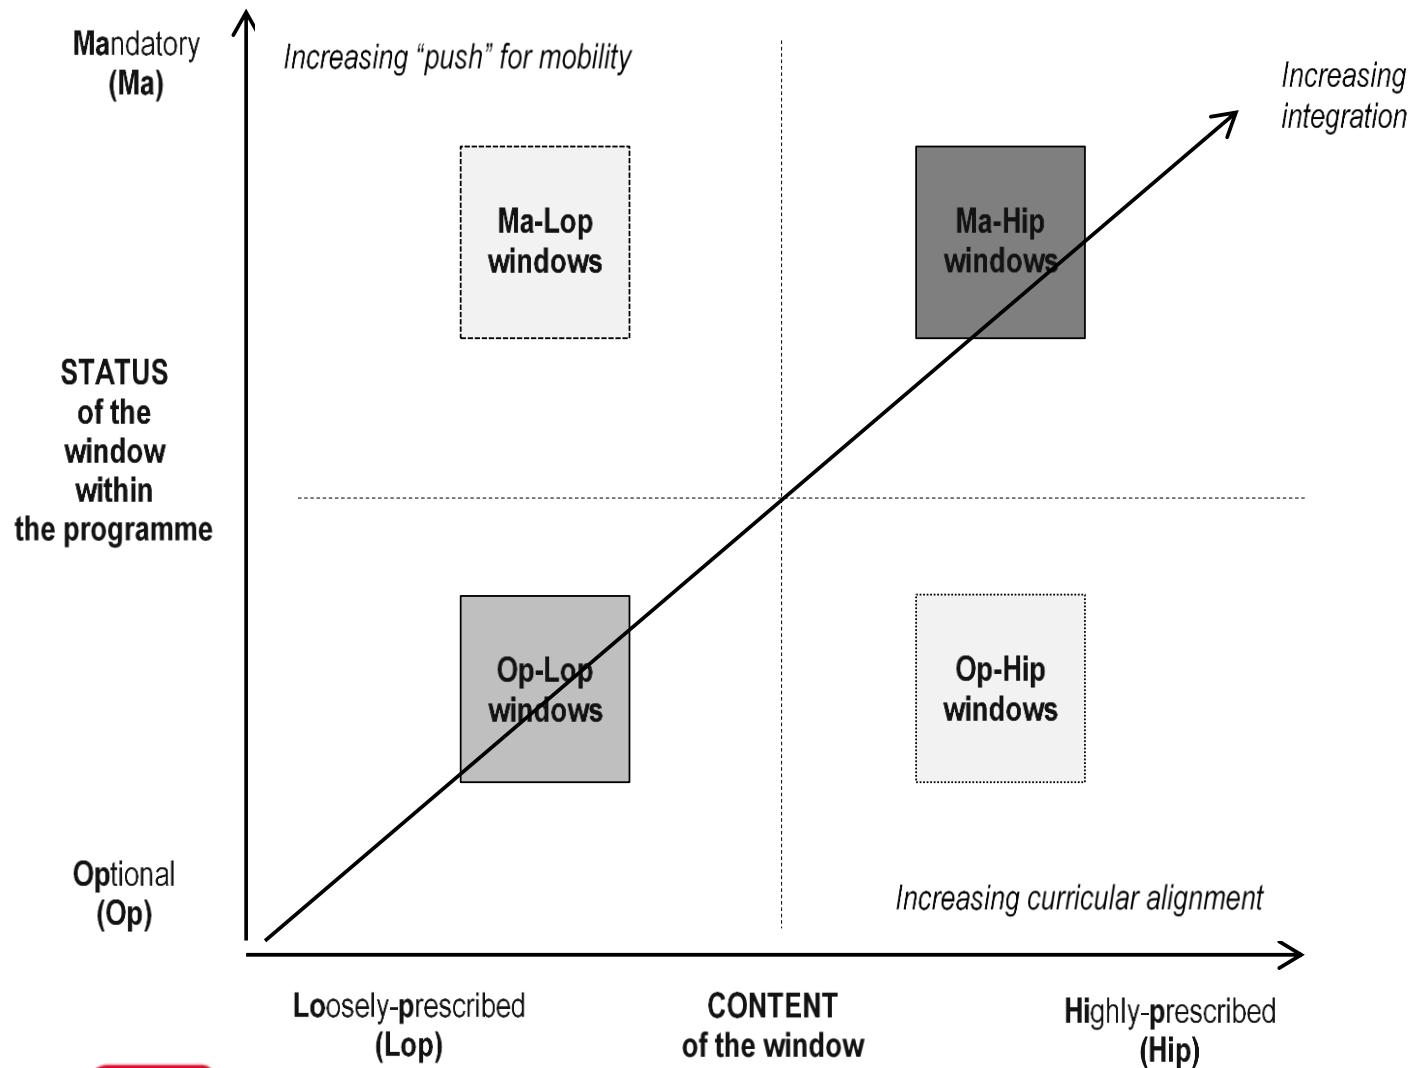 Mandatory
(Ma)
Increasing “push” for mobility
Increasing
integration
Ma-Lop
windows
Ma-Hip
windows
STATUS
of the
window
within
the programme
Op-Lop
windows
Op-Hip
windows
Optional
(Op)
Increasing curricular alignment
Loosely-prescribed
(Lop)
CONTENT
of the window
Highly-prescribed
(Hip)